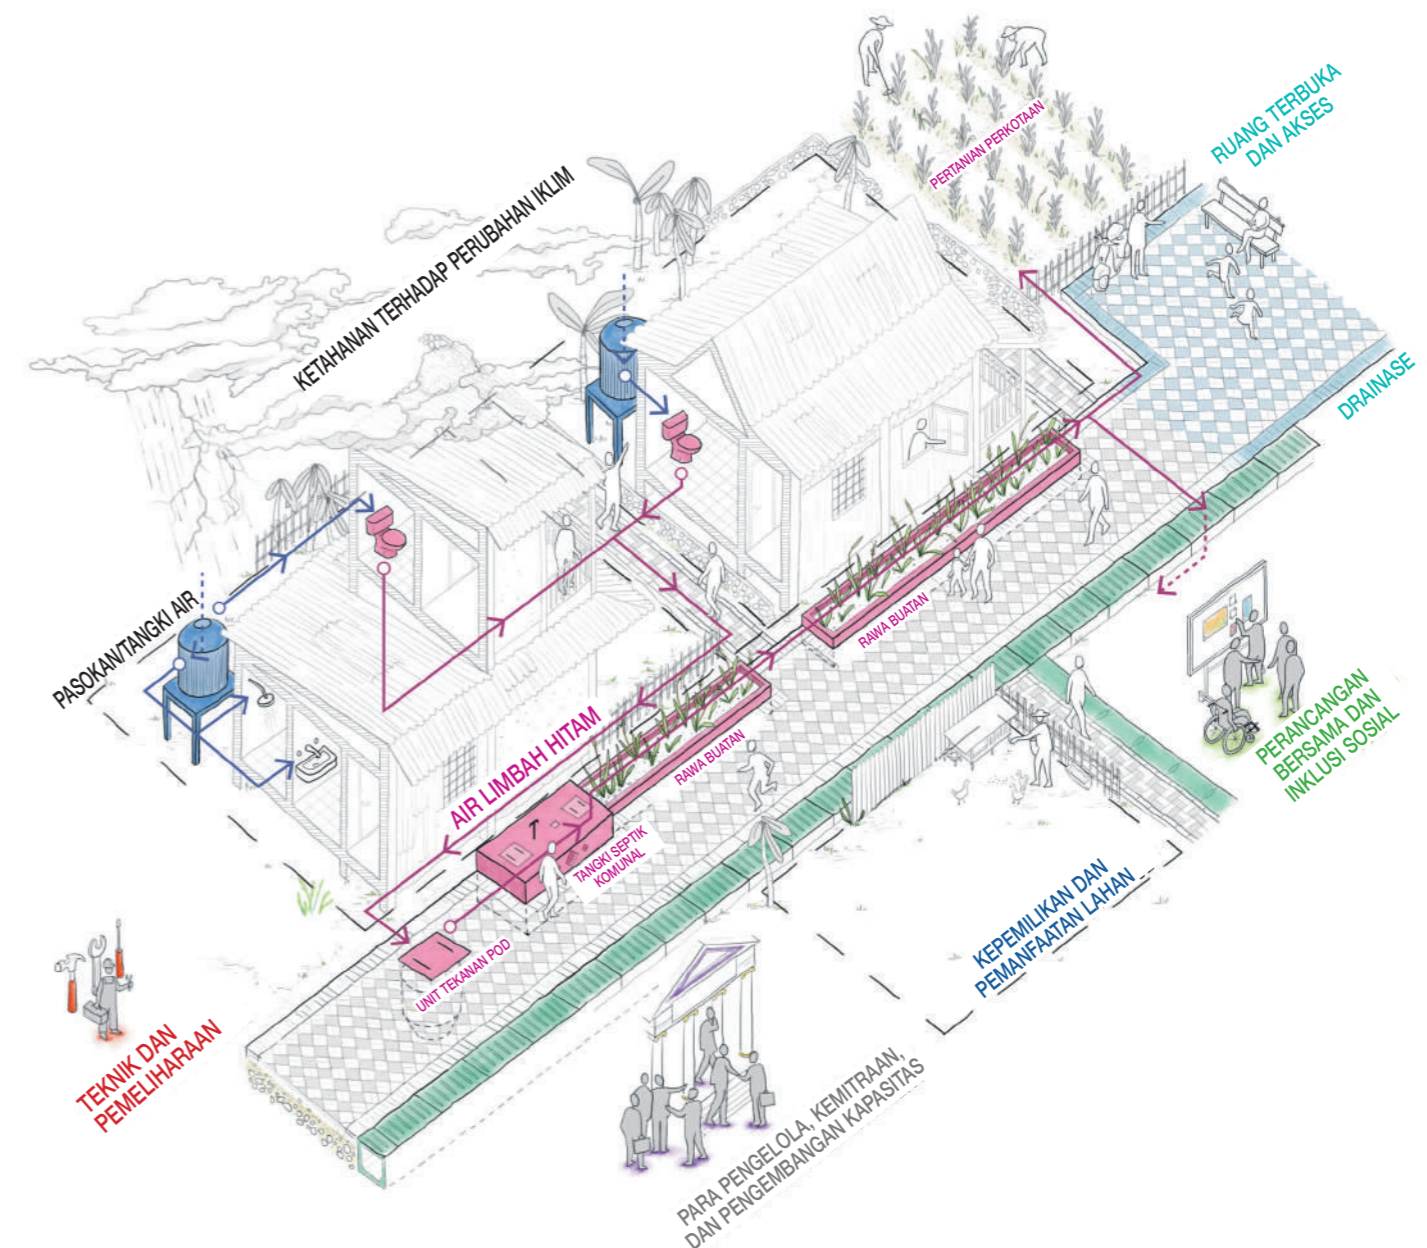 RUANG TERBUKA
DAN AKSES
PERTANIAN PERKOTAAN
KETAHANAN TERHADAP PERUBAHAN IKLIM
DRAINASE
PASOKAN/TANGKI AIR
RAWA BUATAN
AIR LIMBAH HITAM
RAWA BUATAN
PERANCANGAN
BERSAMA DAN
INKLUSI SOSIAL
TANGKI SEPTIK
KOMUNAL
UNIT TEKANAN POD
KEPEMILIKAN DAN
PEMANFAATAN LAHAN
TEKNIK DAN
PEMELIHARAAN
PARA PENGELOLA, KEMITRAAN,
DAN PENGEMBANGAN KAPASITAS